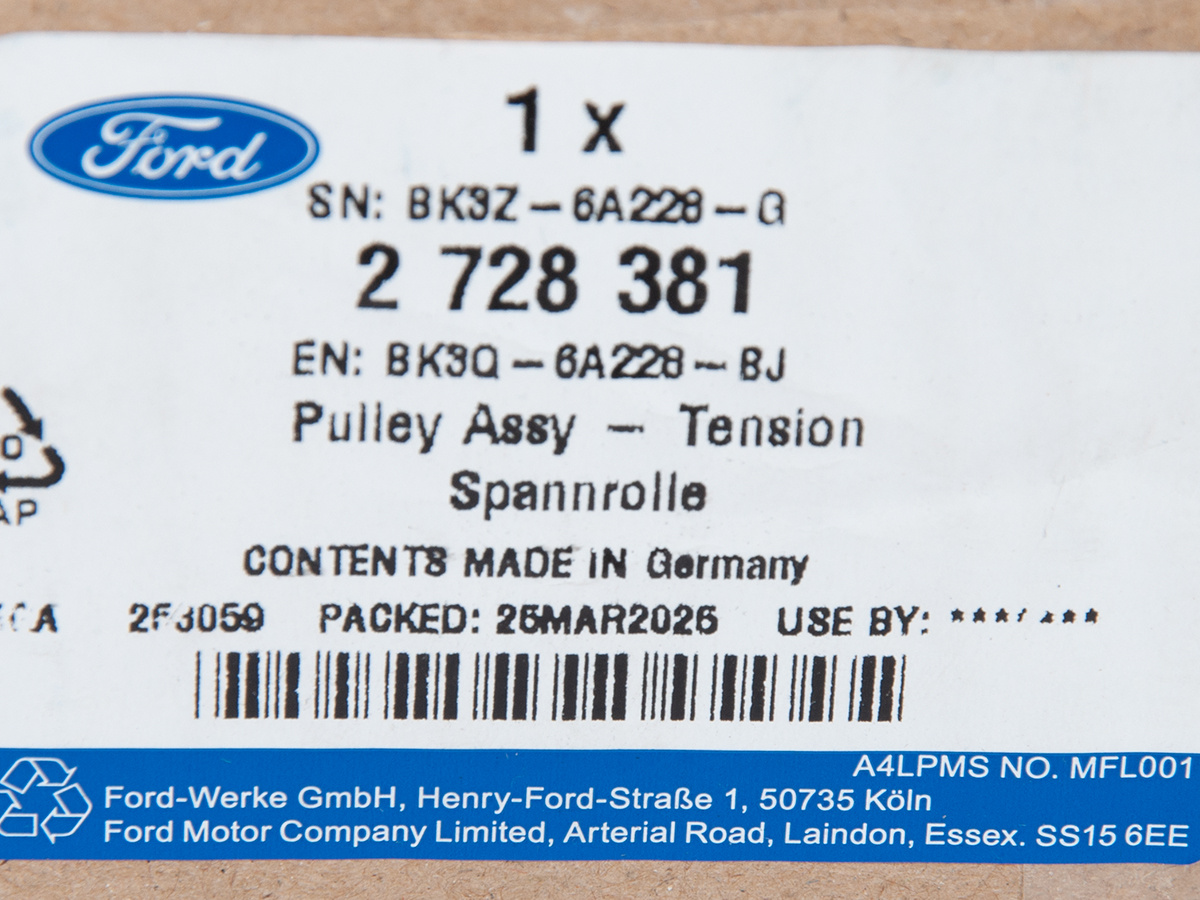 Ford
1 x
SN: BK3Z-6A228-G
2 728 381
EN: BK3Q-6A228-BJ
Pulley Assy - Tension
Spannrolle
AP
CONTENTS MADE IN Germany
PACKED: 25MAR2025 USE BY: ********
A4LPMS NO. MFL001
Ford-Werke GmbH, Henry-Ford-Straße 1, 50735 Köln
Ford Motor Company Limited, Arterial Road, Laindon, Essex. SS15 6EE